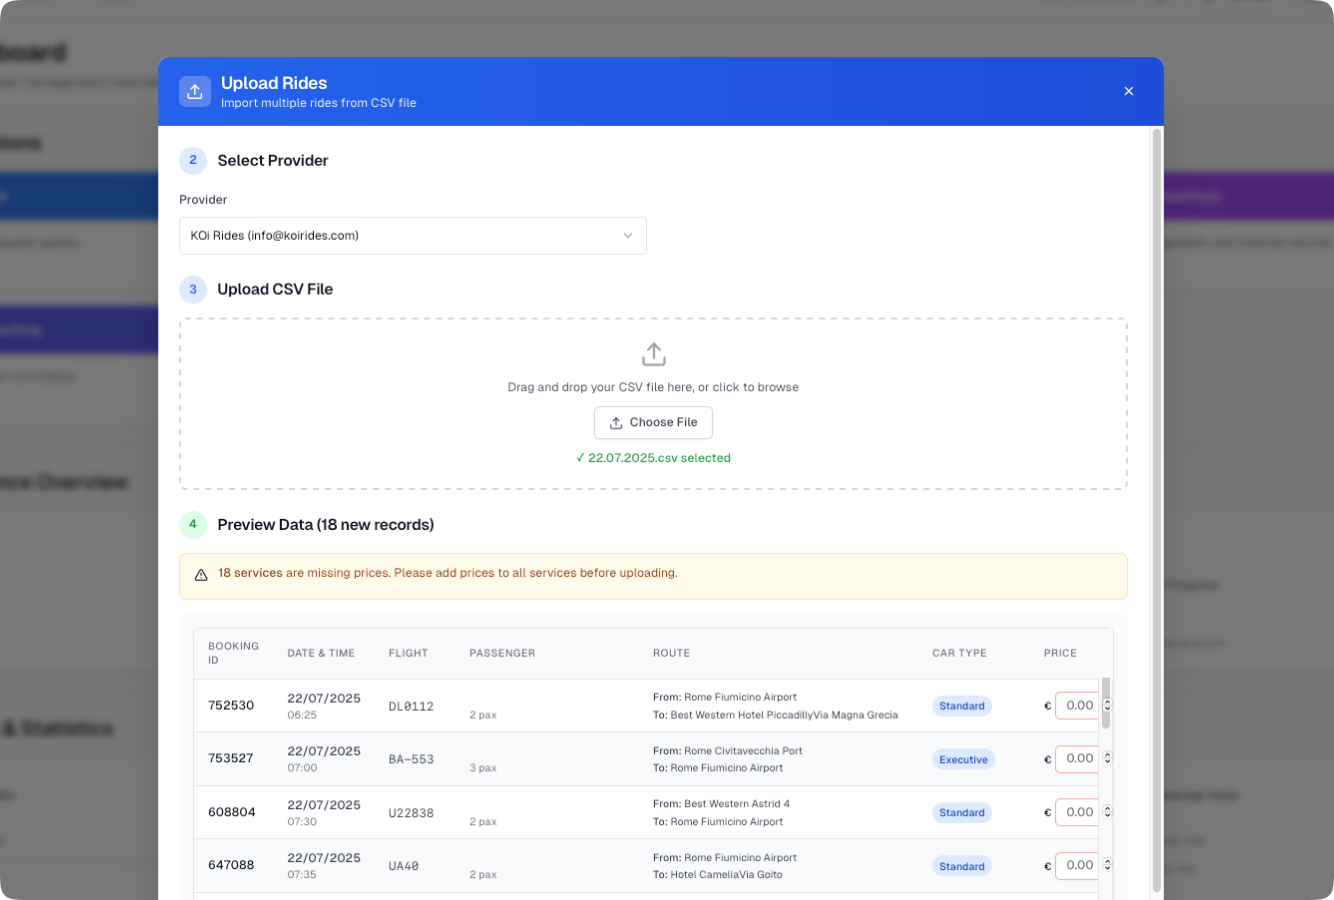 Upload Rides
Import multiple rides from CSV file
2 Select Provider
Provider
KOi Rides (info@koirides.com)
3 Upload CSV File
Drag and drop your CSV file here, or click to browse
Choose File
✓ 22.07.2025.csv selected
4 Preview Data (18 new records)
18 services are missing prices. Please add prices to all services before uploading.
BOOKING ID DATE & TIME FLIGHT PASSENGER ROUTE CAR TYPE PRICE
752530 22/07/2025 06:25 DL0112 2 pax From: Rome Fiumicino Airport Standard € 0.00
To: Best Western Hotel PiccadillyVia Magna Grecia
753527 22/07/2025 07:00 BA-553 3 pax From: Rome Civitavecchia Port Executive € 0.00
To: Rome Fiumicino Airport
608804 22/07/2025 07:30 U22838 2 pax From: Best Western Astrid 4 Standard € 0.00
To: Rome Fiumicino Airport
647088 22/07/2025 07:35 UA40 2 pax From: Rome Fiumicino Airport Standard € 0.00
To: Hotel CameliaVia Goito